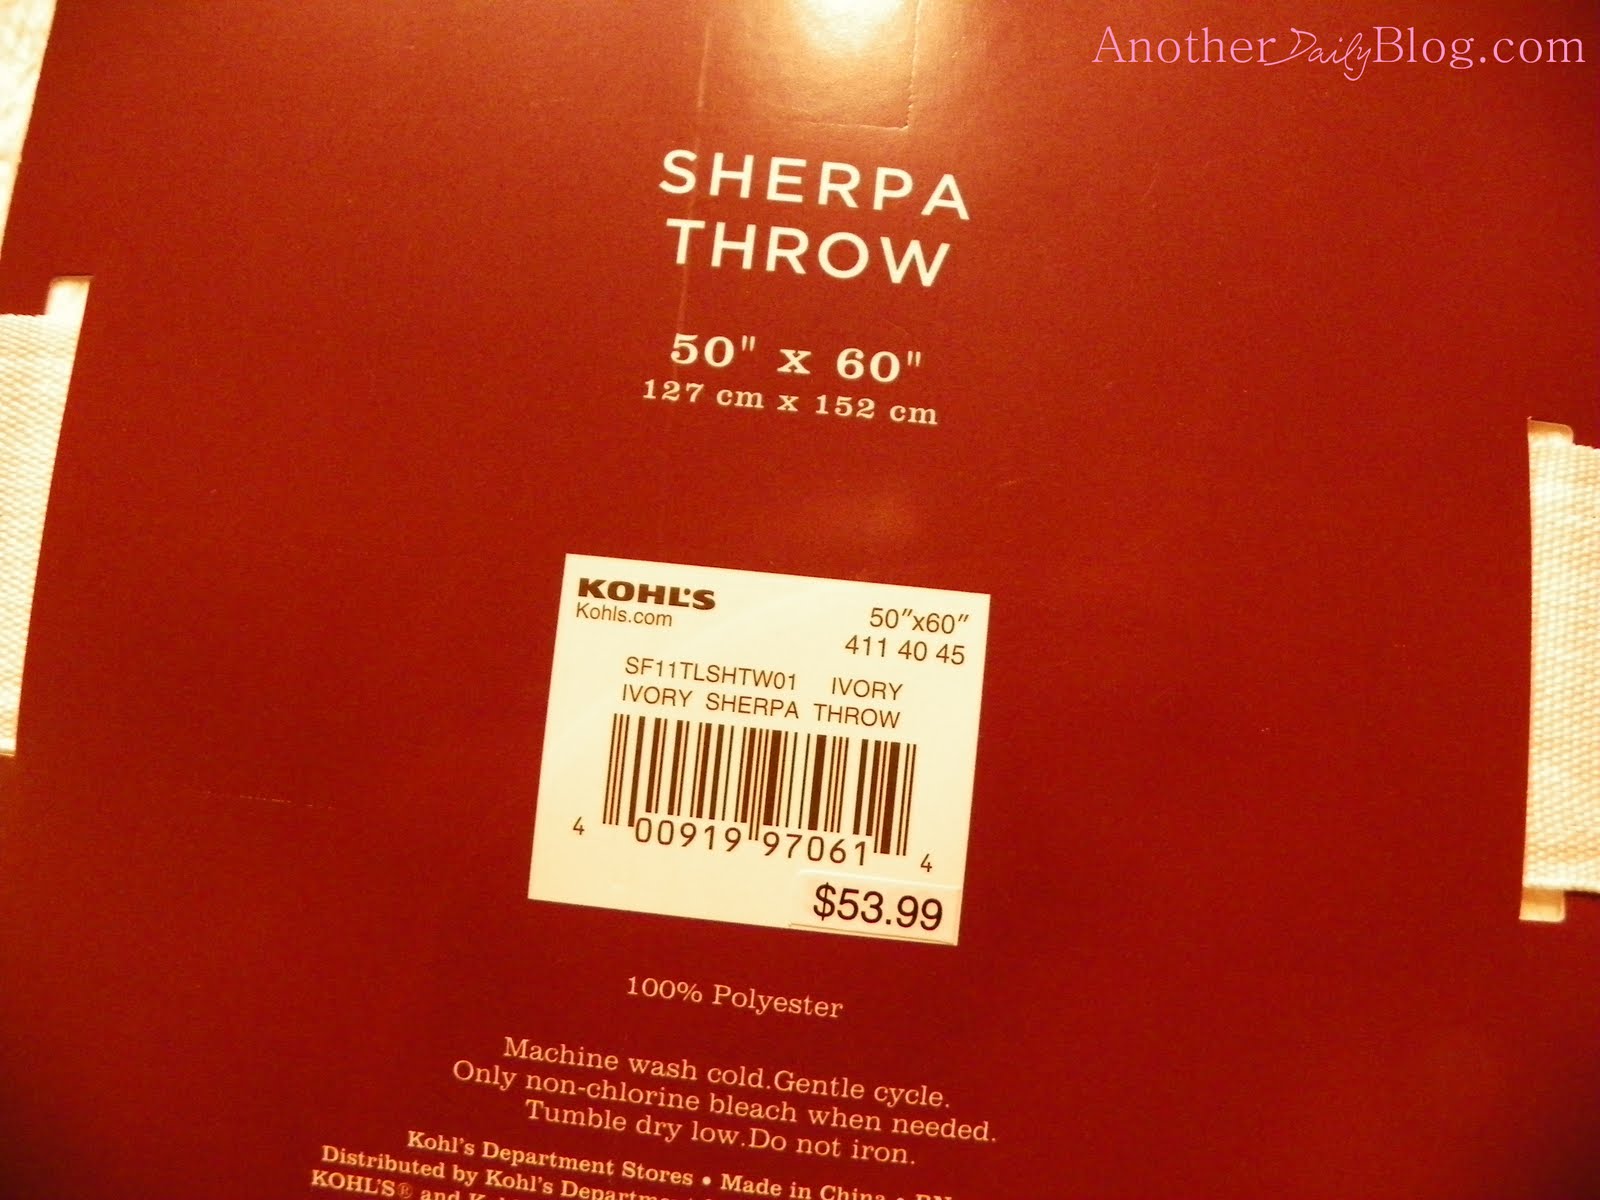 AnotherDailyBlog.com
SHERPA
THROW
50" x 60"
127 cm x 152 cm
KOHL'S
Kohls.com
50"x60"
411 40 45
SF11TLSHTW01 IVORY
IVORY SHERPA THROW
4 00919 97061 4
$53.99
100% Polyester
Machine wash cold.Gentle cycle.
Only non-chlorine bleach when needed.
Tumble dry low.Do not iron.
Kohl's Department Stores • Made in China •
Distributed by Kohl's Department
KOHL'S® and